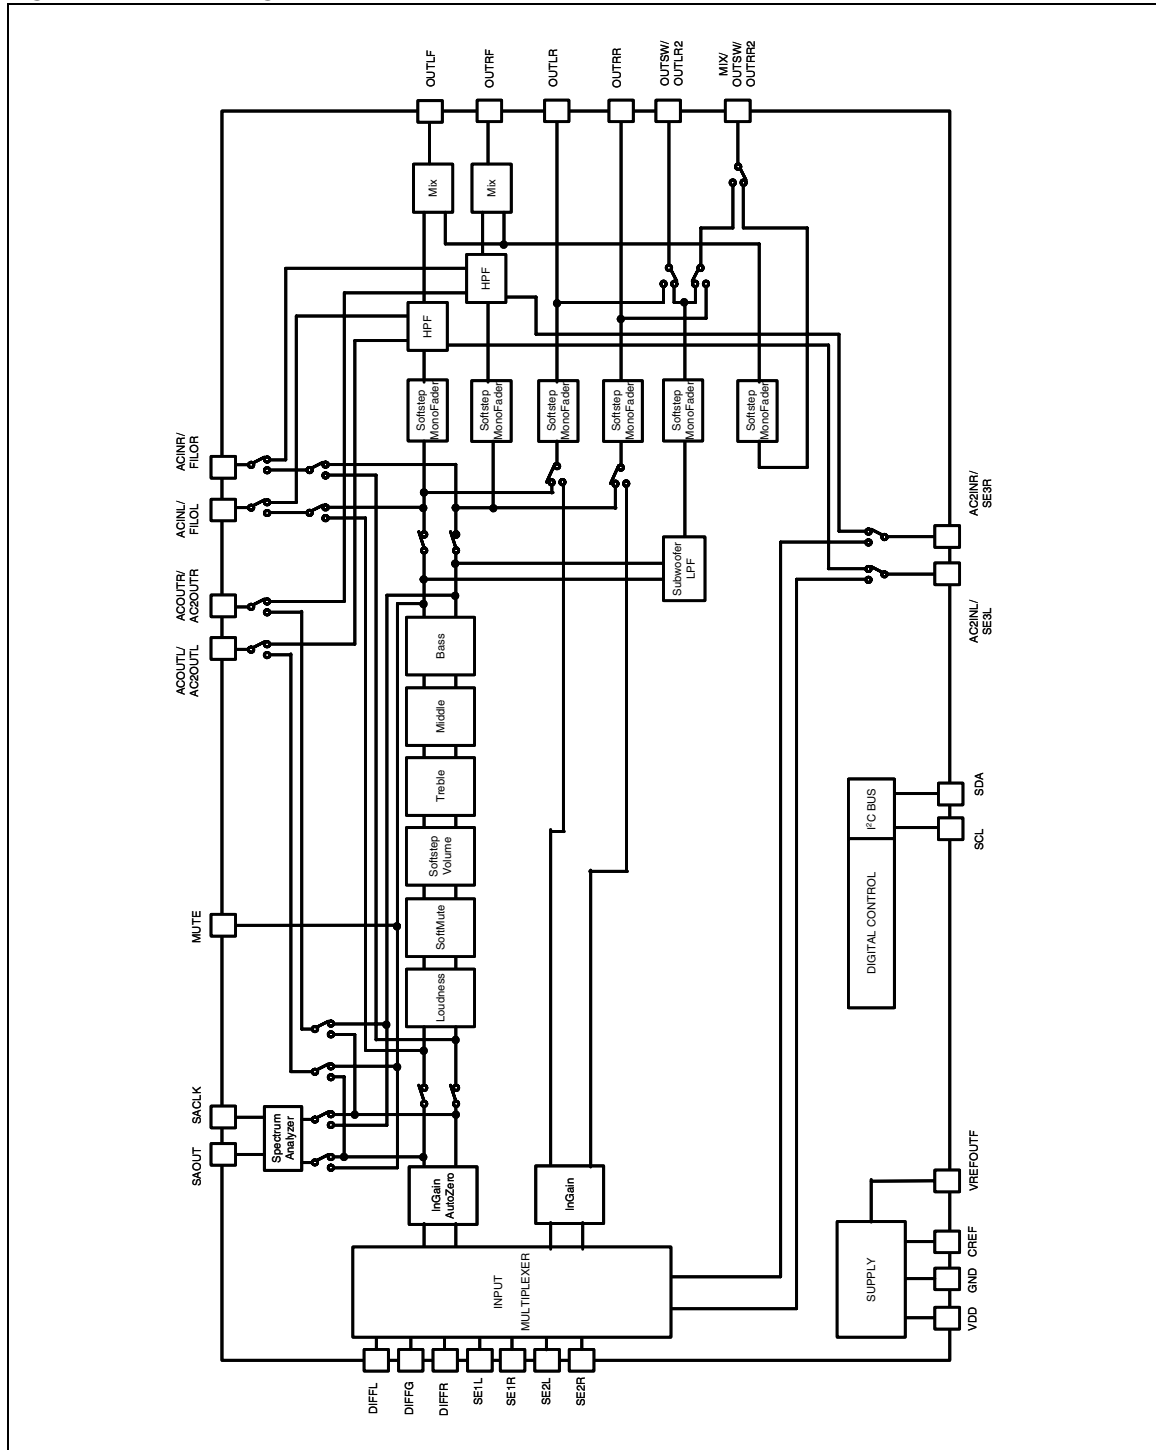 OUTLF
OUTRF
OUTLR
OUTRR
OUTSW/
OUTLR2
MIX/
OUTSW/
OUTRR2
Mix
Mix
HPF
HPF
Softstep
MonoFader
Softstep
MonoFader
Softstep
MonoFader
Softstep
MonoFader
Softstep
MonoFader
Softstep
MonoFader
ACINR/
FILOR
ACINL/
FILOL
ACOUTR/
AC2OUTR
ACOUTL/
AC2OUTL
AC2INR/
SE3R
AC2INL/
SE3L
Subwoofer
LPF
Bass
Middle
Treble
Softstep
Volume
SoftMute
Loudness
MUTE
SDA
SCL
I²C BUS
DIGITAL CONTROL
SACLK
SAOUT
Spectrum
Analyzer
InGain
AutoZero
InGain
INPUT
MULTIPLEXER
SUPPLY
VREFOUTF
CREF
GND
VDD
DIFFL
DIFFG
DIFFR
SE1L
SE1R
SE2L
SE2R